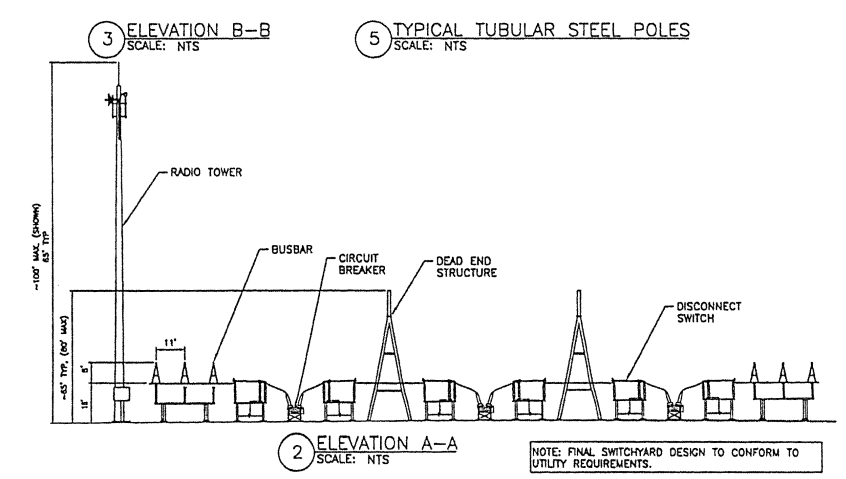 3 ELEVATION B-B
SCALE: NTS
5 TYPICAL TUBULAR STEEL POLES
SCALE: NTS
RADIO TOWER
~100' MAX. (SHOWN)
65' TYP
BUSBAR
CIRCUIT
BREAKER
DEAD END
STRUCTURE
DISCONNECT
SWITCH
~65' TYP, (80' MAX)
11'
8'
18'
2 ELEVATION A-A
SCALE: NTS
NOTE: FINAL SWITCHYARD DESIGN TO CONFORM TO
UTILITY REQUIREMENTS.